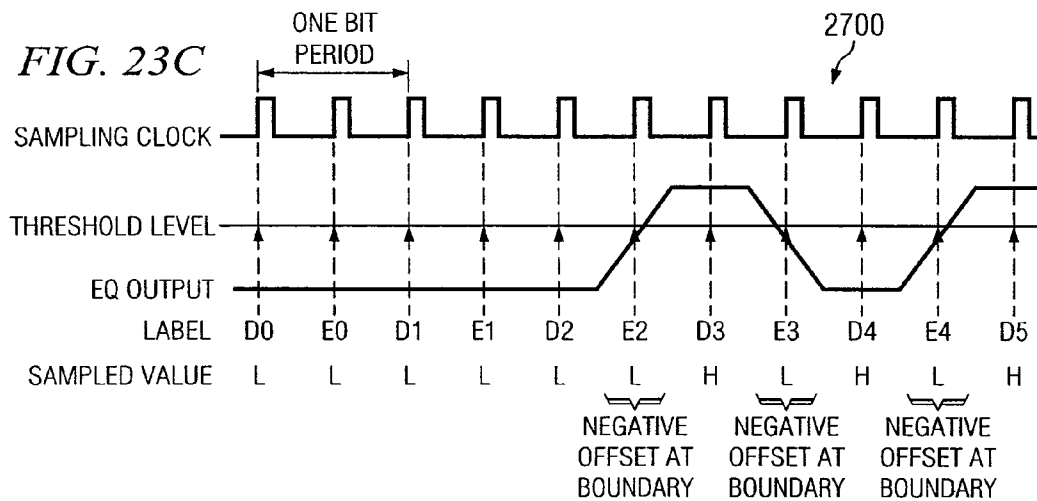 FIG. 23C
ONE BIT
PERIOD
2700
SAMPLING CLOCK
THRESHOLD LEVEL
EQ OUTPUT
LABEL D0 E0 D1 E1 D2 E2 D3 E3 D4 E4 D5
SAMPLED VALUE L L L L L L H L H L H
NEGATIVE OFFSET AT BOUNDARY
NEGATIVE OFFSET AT BOUNDARY
NEGATIVE OFFSET AT BOUNDARY